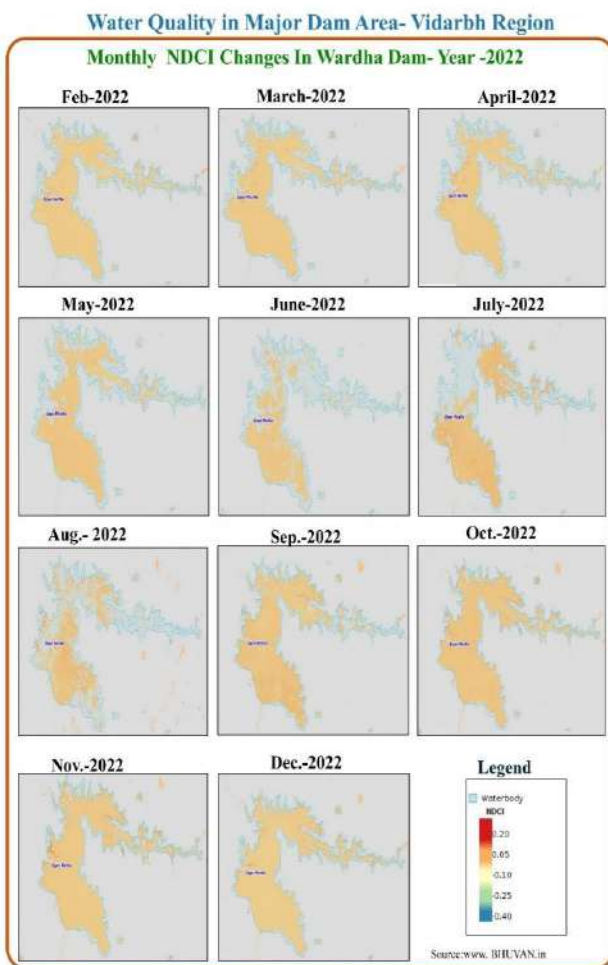 Water Quality in Major Dam Area- Vidarbh Region
Monthly NDCI Changes In Wardha Dam- Year -2022
Feb-2022 March-2022 April-2022
May-2022 June-2022 July-2022
Aug.- 2022 Sep.-2022 Oct.-2022
Nov.-2022 Dec.-2022
Legend
Waterbody
NDCI
0.20
0.05
-0.10
-0.25
-0.40
Source:www. BHUVAN.in